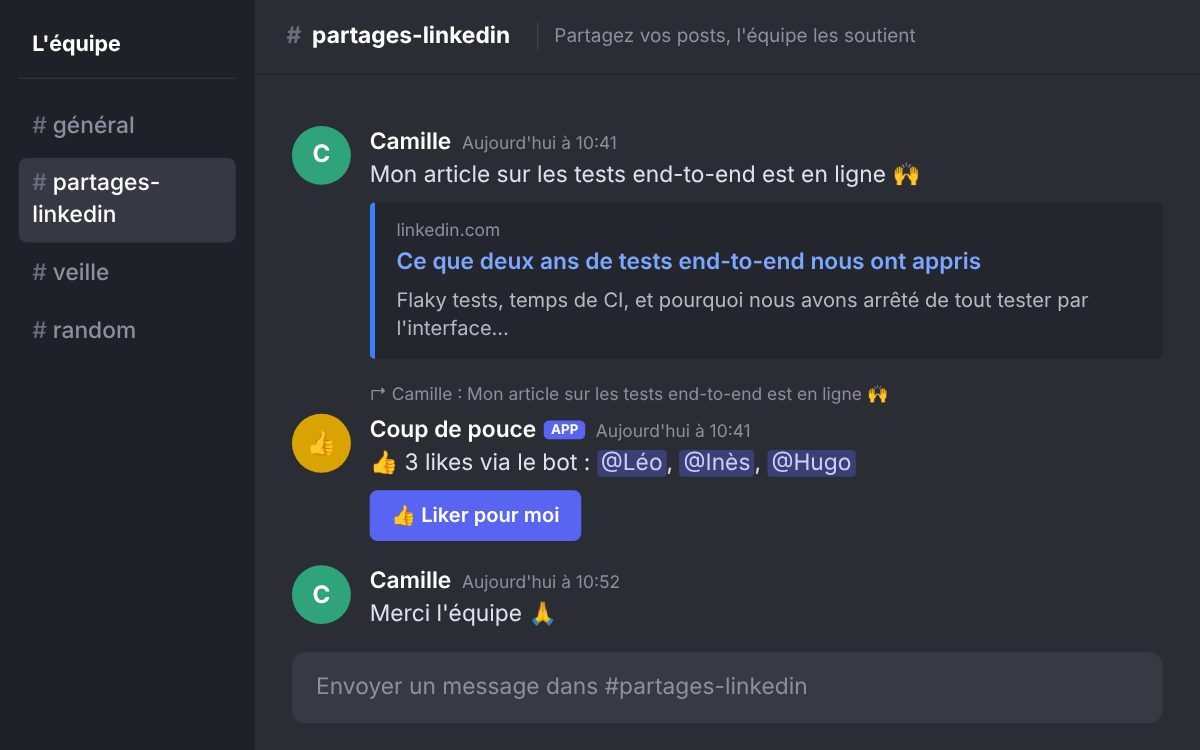 L'équipe
# général
# partages-
linkedin
# veille
# random
# partages-linkedin
Partagez vos posts, l'équipe les soutient
C
Camille Aujourd'hui à 10:41
Mon article sur les tests end-to-end est en ligne 🙌
linkedin.com
Ce que deux ans de tests end-to-end nous ont appris
Flaky tests, temps de CI, et pourquoi nous avons arrêté de tout tester par
l'interface...
Camille : Mon article sur les tests end-to-end est en ligne 🙌
Coup de pouce APP Aujourd'hui à 10:41
👍 3 likes via le bot : @Léo, @Inès, @Hugo
👍 Liker pour moi
C
Camille Aujourd'hui à 10:52
Merci l'équipe 🙏
Envoyer un message dans #partages-linkedin